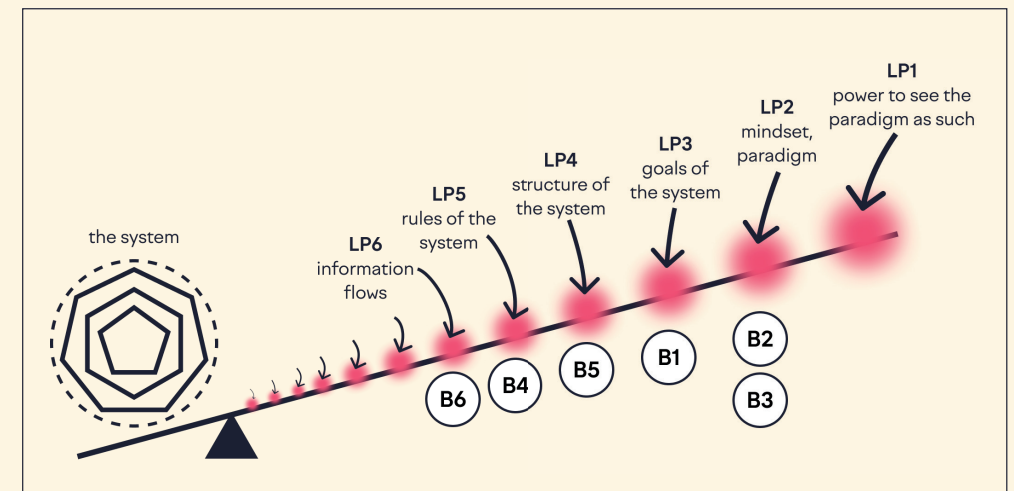 LP1
power to see the
paradigm as such
LP2
mindset,
paradigm
LP3
goals of
the system
LP4
structure of
the system
LP5
rules of the
system
LP6
information
flows
the system
B1
B2
B3
B5
B4
B6